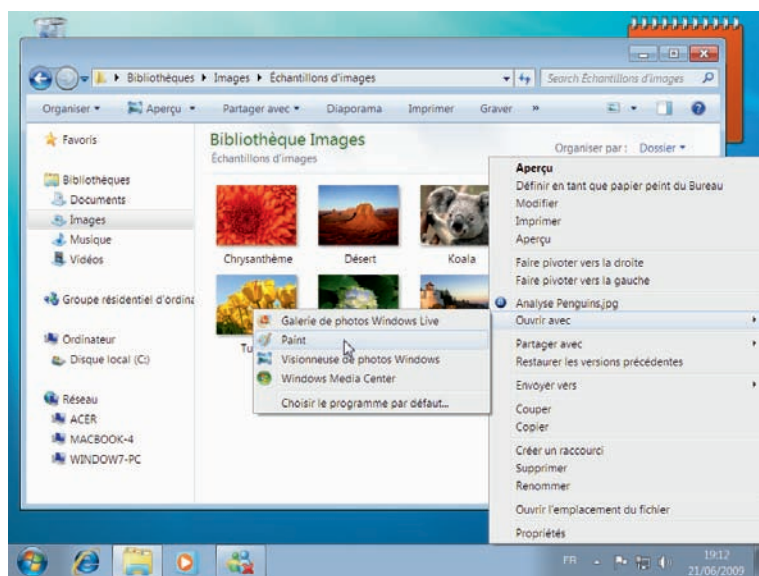 Bibliothèques Images Échantillons d'images
Search Échantillons d'images
Organiser Aperçu Partager avec Diaporama Imprimer Graver »
Favoris
Bibliothèques
Documents
Images
Musique
Vidéos
Groupe résidentiel d'ordina
Ordinateur
Disque local (C:)
Réseau
ACER
MACBOOK-4
WINDOW7-PC
Bibliothèque Images
Échantillons d'images
Organiser par : Dossier
Chrysanthème Désert Koala
Tu
Galerie de photos Windows Live
Paint
Visionneuse de photos Windows
Windows Media Center
Choisir le programme par défaut...
Aperçu
Définir en tant que papier peint du Bureau
Modifier
Imprimer
Aperçu
Faire pivoter vers la droite
Faire pivoter vers la gauche
Analyse Penguins.jpg
Ouvrir avec
Partager avec
Restaurer les versions précédentes
Envoyer vers
Couper
Copier
Créer un raccourci
Supprimer
Renommer
Ouvrir l'emplacement du fichier
Propriétés
FR
19:12
21/06/2009